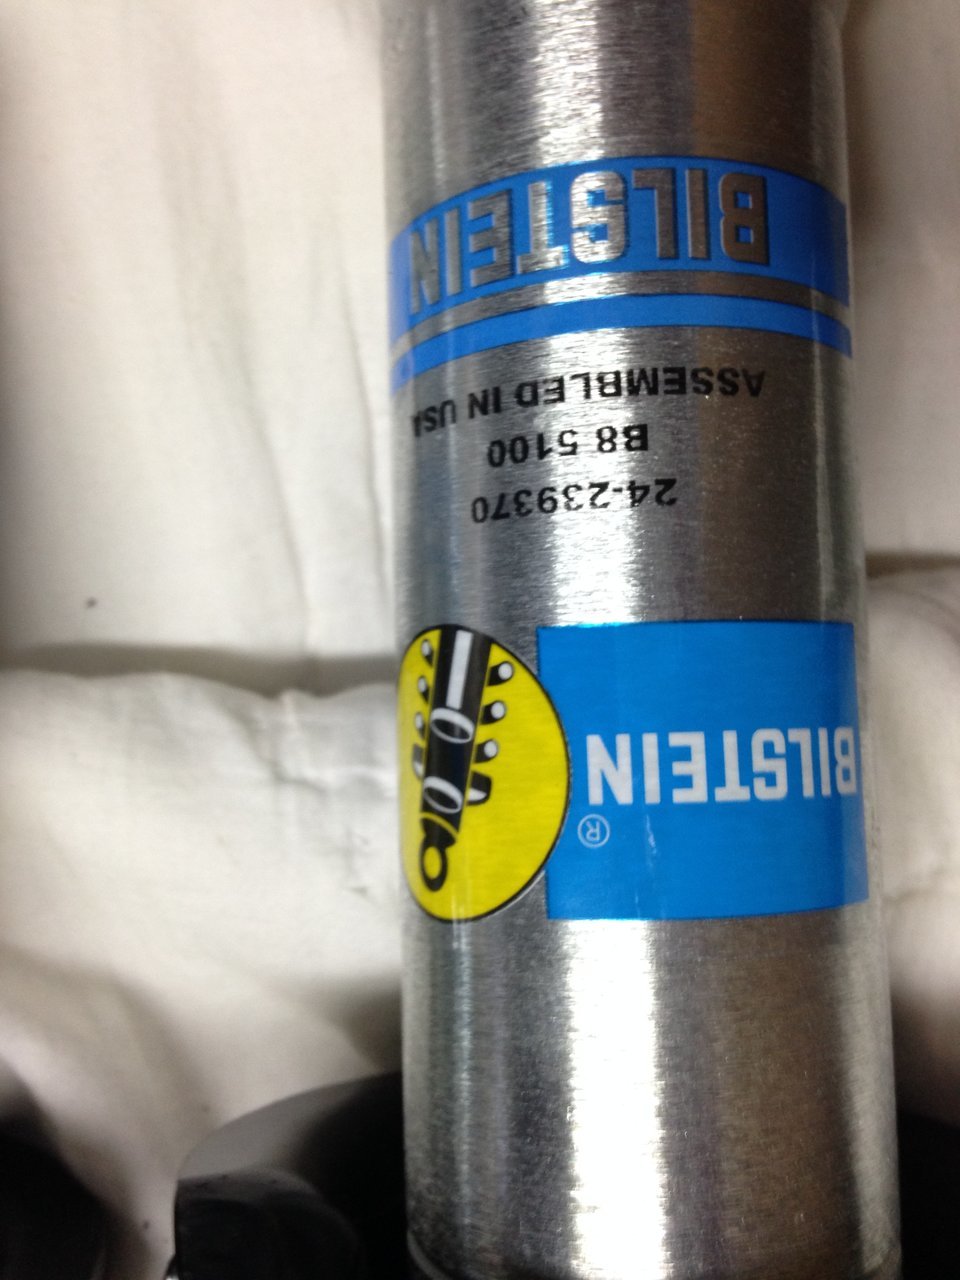 BILSTEIN
®
24-239370
B8 5100
ASSEMBLED IN USA
BILSTEIN